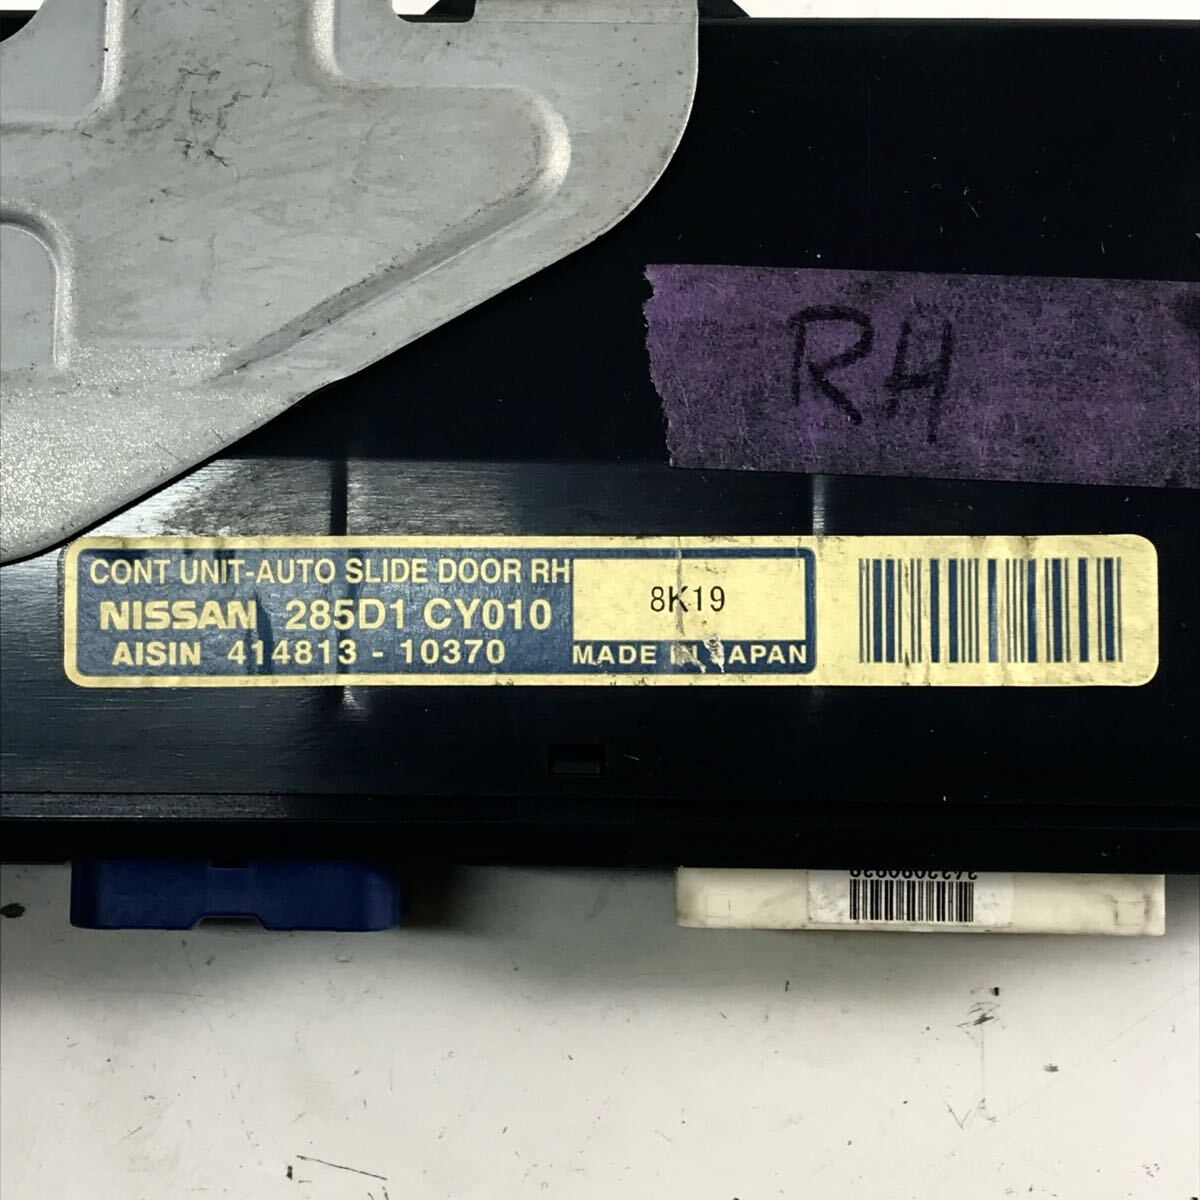 RH
CONT UNIT-AUTO SLIDE DOOR RH
8K19
NISSAN 285D1 CY010
AISIN 414813 - 10370
MADE IN JAPAN